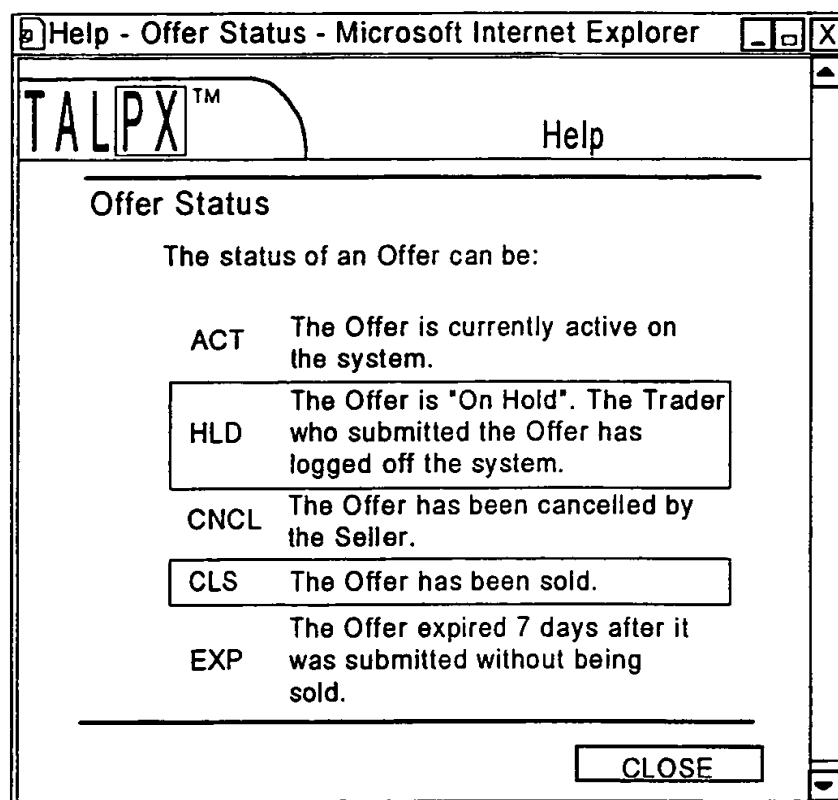 Help - Offer Status - Microsoft Internet Explorer
X
TALPX™
Help
Offer Status
The status of an Offer can be:
ACT The Offer is currently active on
the system.
HLD The Offer is "On Hold". The Trader
who submitted the Offer has
logged off the system.
CNCL The Offer has been cancelled by
the Seller.
CLS The Offer has been sold.
EXP The Offer expired 7 days after it
was submitted without being
sold.
CLOSE